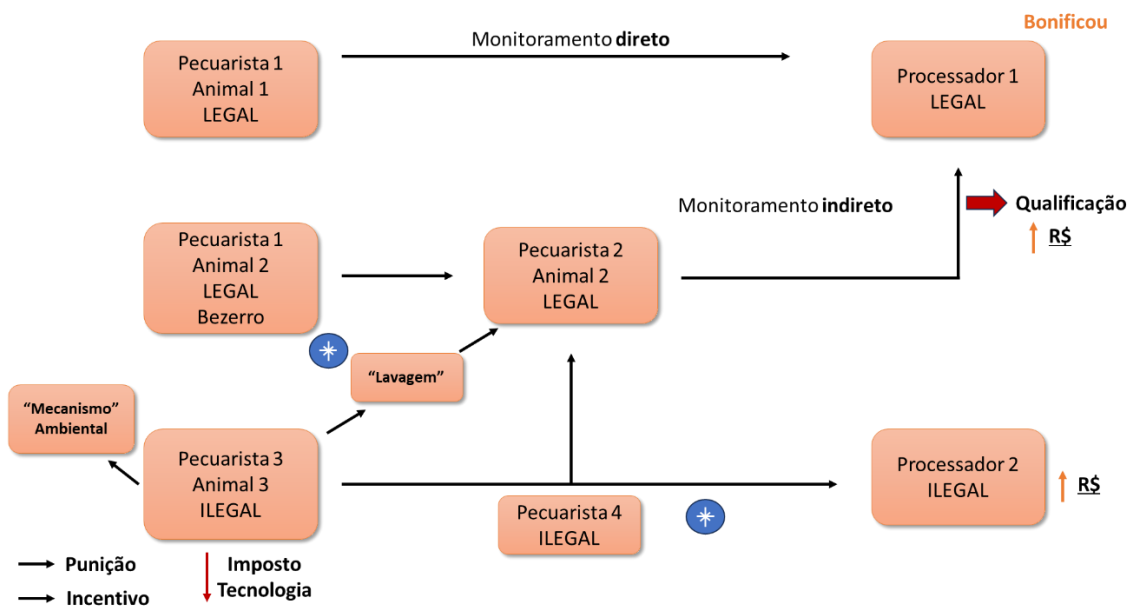 Bonificou
Monitoramento direto
Pecuarista 1
Animal 1
LEGAL
Processador 1
LEGAL
Monitoramento indireto
Qualificação
R$
Pecuarista 1
Animal 2
LEGAL
Bezerro
Pecuarista 2
Animal 2
LEGAL
“Lavagem”
“Mecanismo”
Ambiental
Pecuarista 3
Animal 3
ILEGAL
Processador 2
ILEGAL
R$
Pecuarista 4
ILEGAL
Punição
Incentivo
Imposto
Tecnologia